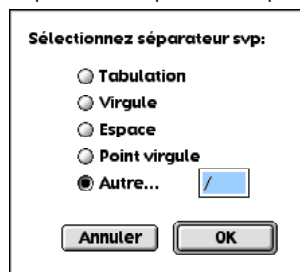 Sélectionnez séparateur svp:
Tabulation
Virgule
Espace
Point virgule
Autre... /
Annuler OK